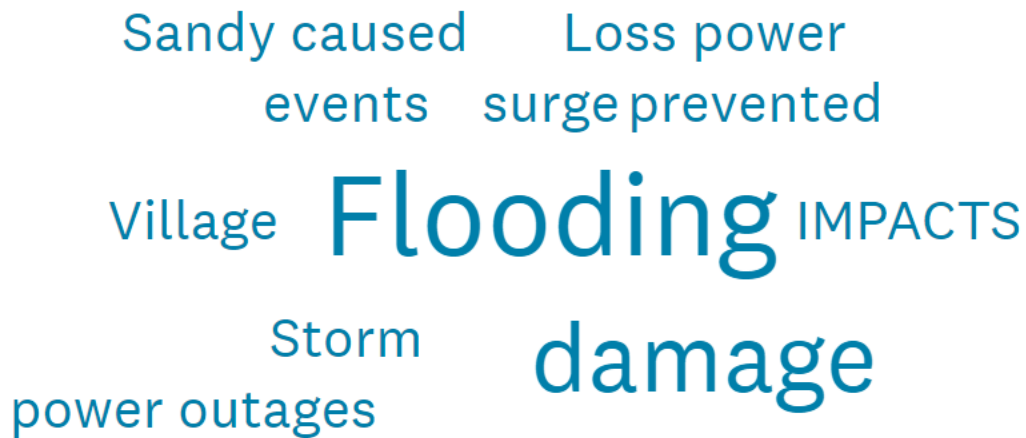 Sandy caused Loss power
events surge prevented
Village Flooding IMPACTS
Storm damage
power outages